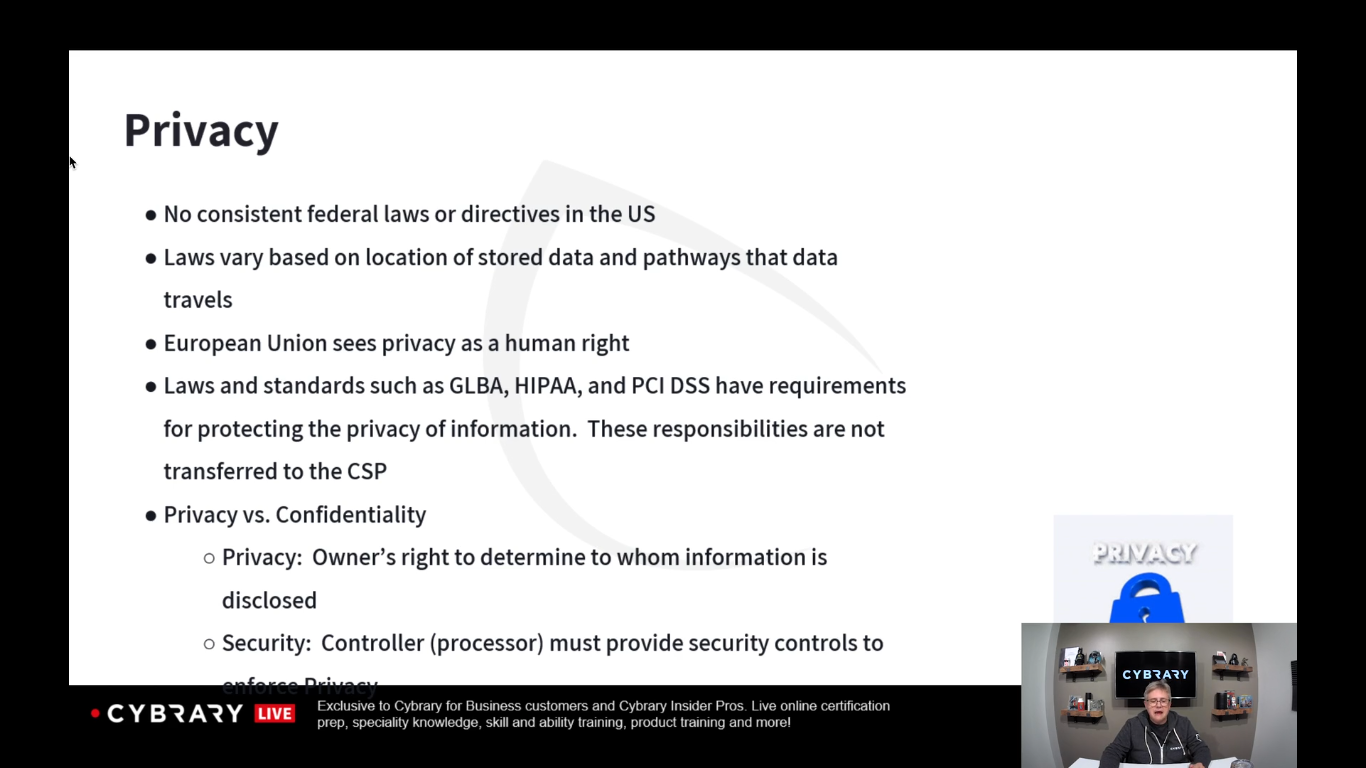 Privacy
● No consistent federal laws or directives in the US
● Laws vary based on location of stored data and pathways that data
travels
● European Union sees privacy as a human right
● Laws and standards such as GLBA, HIPAA, and PCI DSS have requirements
for protecting the privacy of information.  These responsibilities are not
transferred to the CSP
● Privacy vs. Confidentiality
○ Privacy:  Owner’s right to determine to whom information is
disclosed
○ Security:  Controller (processor) must provide security controls to
enforce Privacy
PRIVACY
CYBRARY
CYBRARY LIVE
Exclusive to Cybrary for Business customers and Cybrary Insider Pros. Live online certification
prep, speciality knowledge, skill and ability training, product training and more!